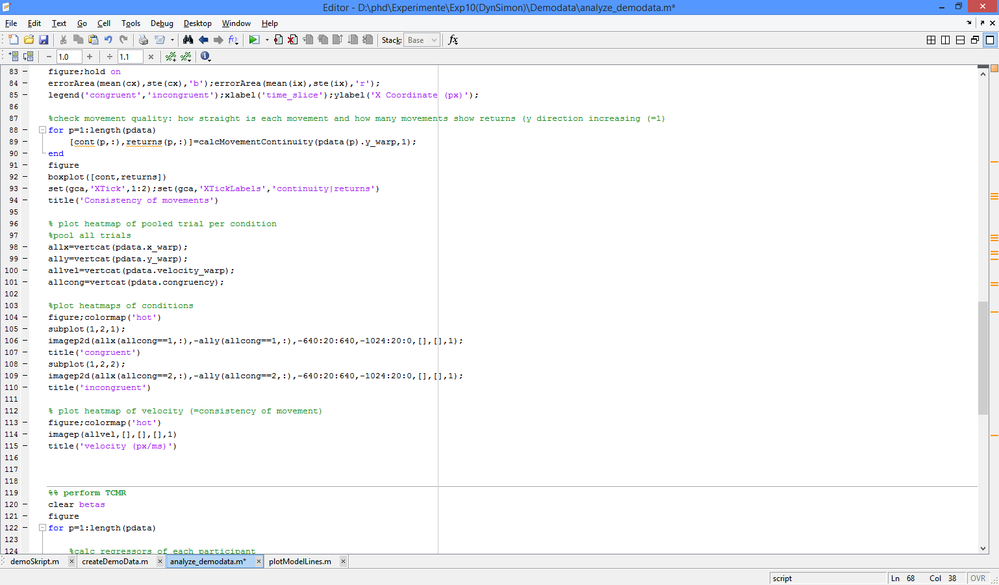 Editor - D:\phd\Experimente\Exp10(DynSimon)\Demodata\analyze_demodata.m*
File Edit Text Go Cell Tools Debug Desktop Window Help
Stack: Base fx
1.0 1.1
83 figure;hold on
84 errorArea(mean(cx),ste(cx),'b');errorArea(mean(ix),ste(ix),'r');
85 legend('congruent','incongruent');xlabel('time_slice');ylabel('X Coordinate (px)');
86
87 %check movement quality: how straight is each movement and how many movements show returns (y direction increasing (=1)
88 for p=1:length(pdata)
89 [cont(p,:),returns(p,:)]=calcMovementContinuity(pdata(p).y_warp,1);
90 end
91 figure
92 boxplot([cont,returns])
93 set(gca,'XTick',1:2);set(gca,'XTickLabels','continuity|returns')
94 title('Consistency of movements')
95
96 % plot heatmap of pooled trial per condition
97 %pool all trials
98 allx=vertcat(pdata.x_warp);
99 ally=vertcat(pdata.y_warp);
100 allvel=vertcat(pdata.velocity_warp);
101 allcong=vertcat(pdata.congruency);
102
103 %plot heatmaps of conditions
104 figure;colormap('hot')
105 subplot(1,2,1);
106 imagep2d(allx(allcong==1,:),-ally(allcong==1,:),-640:20:640,-1024:20:0,[],[],1);
107 title('congruent')
108 subplot(1,2,2);
109 imagep2d(allx(allcong==2,:),-ally(allcong==2,:),-640:20:640,-1024:20:0,[],[],1);
110 title('incongruent')
111
112 % plot heatmap of velocity (=consistency of movement)
113 figure;colormap('hot')
114 imagep(allvel,[],[],[],1)
115 title('velocity (px/ms)')
116
117
118
119 %% perform TCMR
120 clear betas
121 figure
122 for p=1:length(pdata)
123
124 %calc regressors of each participant
demoSkript.m createDemoData.m analyze_demodata.m* plotModelLines.m
script Ln 68 Col 38 OVR